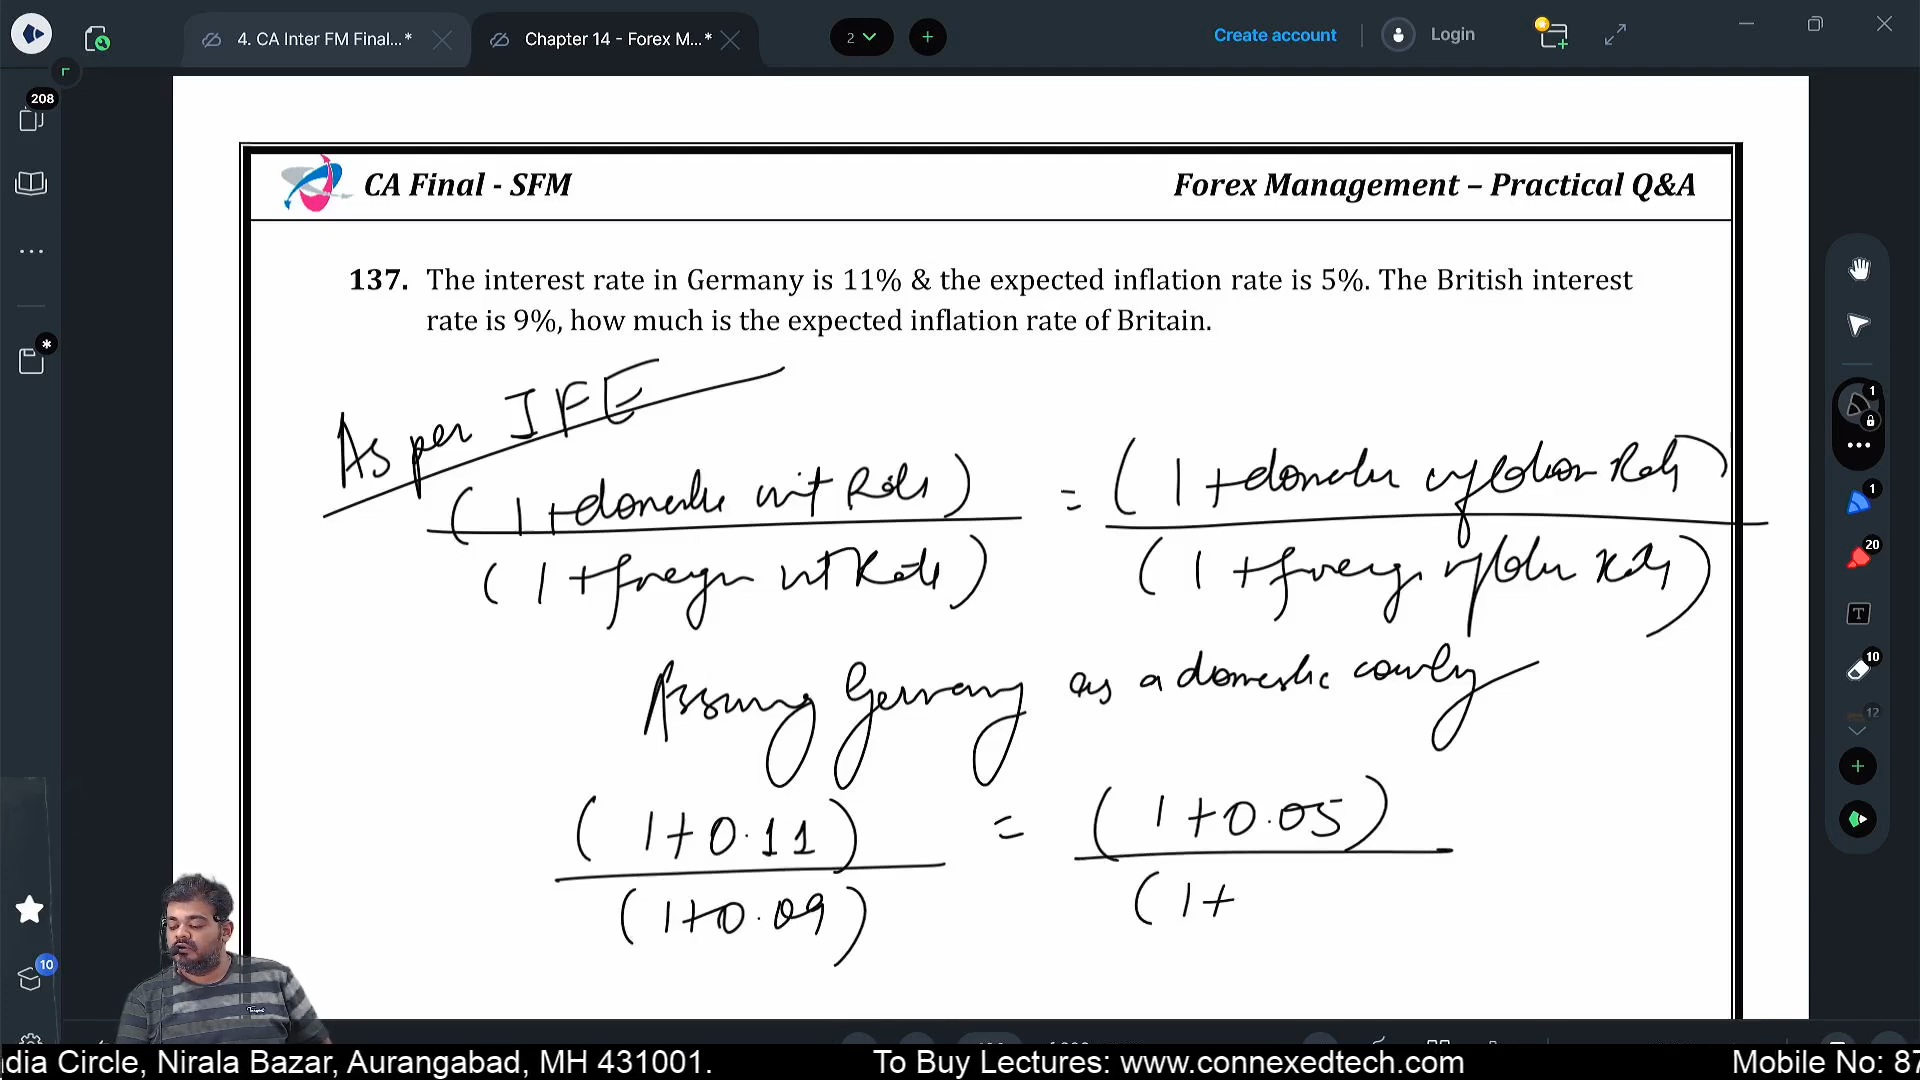 4. CA Inter FM Final...*
Chapter 14 - Forex M...*
2
Create account
Login
208
CA Final - SFM
Forex Management – Practical Q&A
137. The interest rate in Germany is 11% & the expected inflation rate is 5%. The British interest
rate is 9%, how much is the expected inflation rate of Britain.
As per IFE
(1+domestic int Rate) = (1+domestic inflation Rate)
(1+foreign int Rate) (1+foreign inflation Rate)
Assuming Germany as a domestic country
(1+0.11) = (1+0.05)
(1+0.09) (1+
1
1
20
T
10
12
10
dia Circle, Nirala Bazar, Aurangabad, MH 431001.
To Buy Lectures: www.connexedtech.com
Mobile No: 87